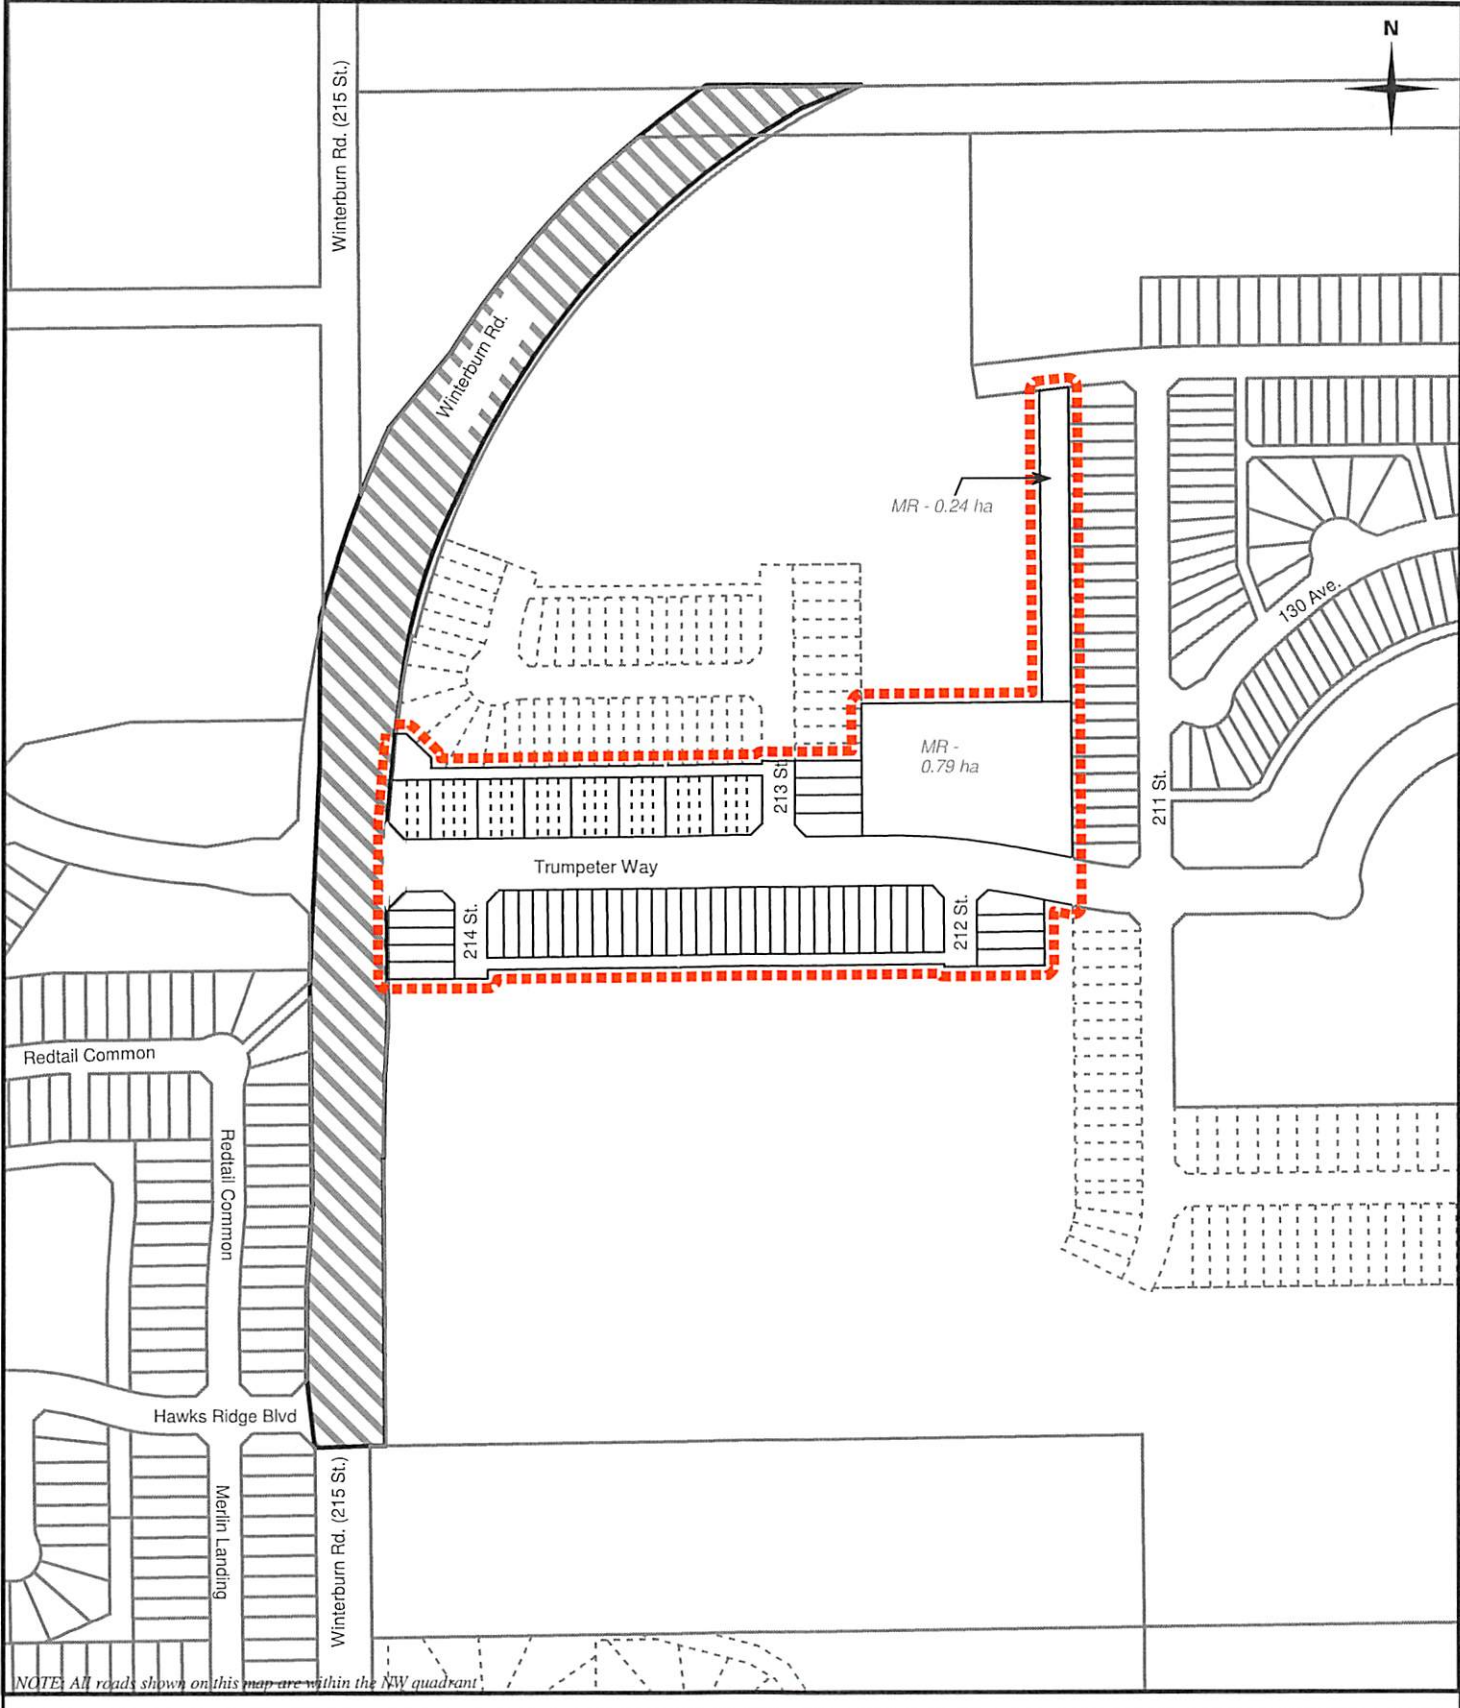 N
Winterburn Rd. (215 St.)
Winterburn Rd.
MR - 0.24 ha
130 Ave.
MR -
0.79 ha
213 St.
211 St.
Trumpeter Way
214 St.
212 St.
Redtail Common
Redtail Common
Hawks Ridge Blvd
Merlin Landing
Winterburn Rd. (215 St.)
NOTE: All roads shown on this map are within the NW quadrant